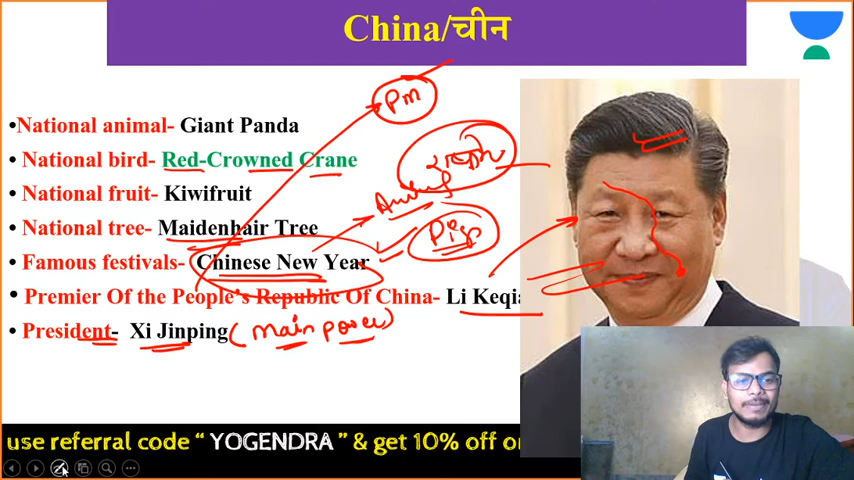 China/चीन
•National animal- Giant Panda
•National bird- Red-Crowned Crane
•National fruit- Kiwifruit
•National tree- Maidenhair Tree
•Famous festivals- Chinese New Year
• Premier Of the People's Republic Of China- Li Keqia
•President- Xi Jinping (main power)
PM
Pig
use referral code “ YOGENDRA ” & get 10% off